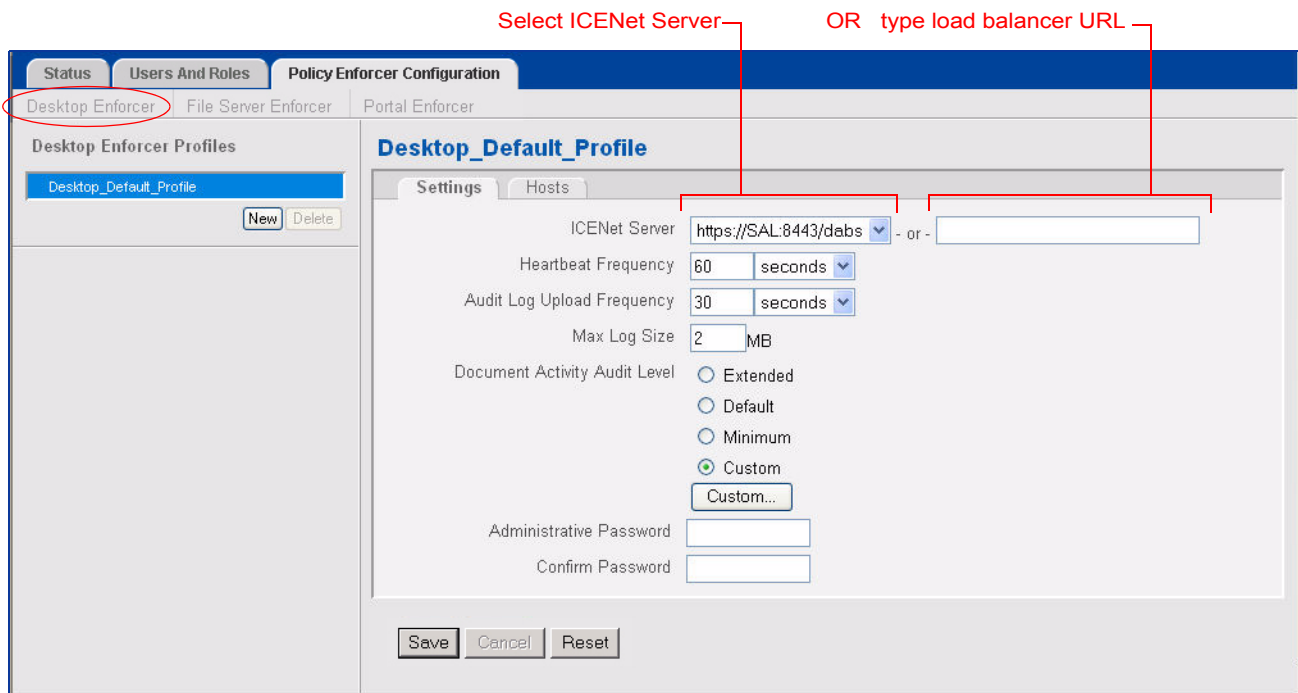 Select ICENet Server OR type load balancer URL
Status Users And Roles Policy Enforcer Configuration
Desktop Enforcer File Server Enforcer Portal Enforcer
Desktop Enforcer Profiles
Desktop_Default_Profile
New Delete
Desktop_Default_Profile
Settings Hosts
ICENet Server https://SAL:8443/dabs - or -
Heartbeat Frequency 60 seconds
Audit Log Upload Frequency 30 seconds
Max Log Size 2 MB
Document Activity Audit Level Extended
Default
Minimum
Custom
Custom...
Administrative Password
Confirm Password
Save Cancel Reset